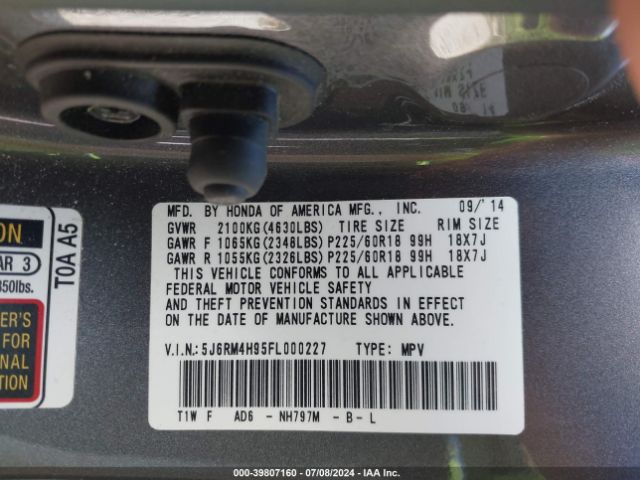 MFD. BY HONDA OF AMERICA MFG., INC. 09/'14
GVWR 2100KG(4630LBS) TIRE SIZE RIM SIZE
GAWR F 1065KG(2348LBS) P225/60R18 99H 18X7J
GAWR R 1055KG(2326LBS) P225/60R18 99H 18X7J
THIS VEHICLE CONFORMS TO ALL APPLICABLE
FEDERAL MOTOR VEHICLE SAFETY
AND THEFT PREVENTION STANDARDS IN EFFECT
ON THE DATE OF MANUFACTURE SHOWN ABOVE.
V.I.N.:5J6RM4H95FL000227 TYPE: MPV
T1W F AD6 - NH797M - B - L
T0A A5
ON
AR 3
350lbs.
ER'S
FOR
ONAL
TION
000-39807160 - 07/08/2024 - IAA Inc.